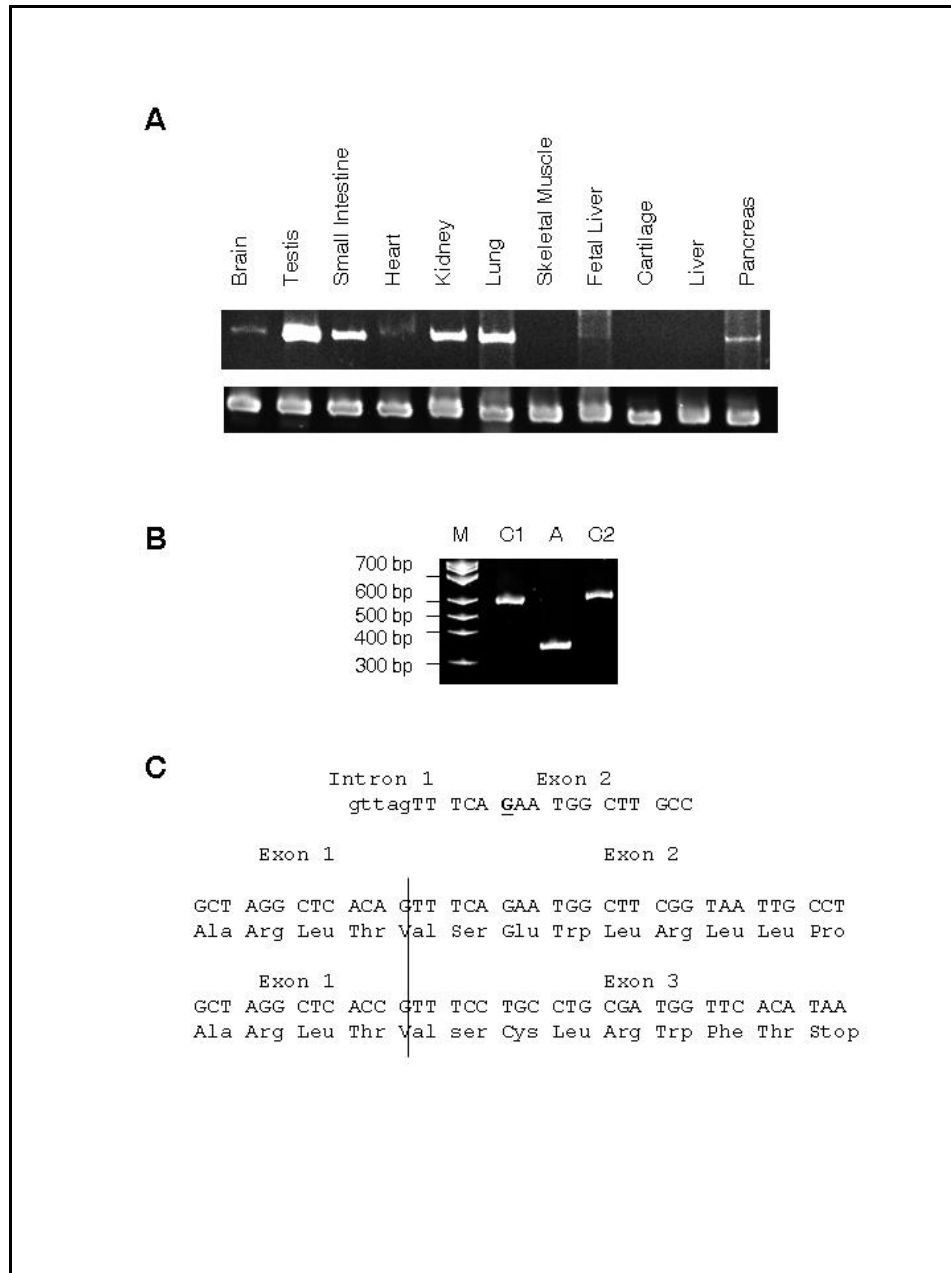 A
Brain
Testis
Small Intestine
Heart
Kidney
Lung
Skeletal Muscle
Fetal Liver
Cartilage
Liver
Pancreas
B
M C1 A C2
700 bp
600 bp
500 bp
400 bp
300 bp
C
Intron 1 Exon 2
gttagTT TCA GAA TGG CTT GCC
Exon 1 Exon 2
GCT AGG CTC ACA GTT TCA GAA TGG CTT CGG TAA TTG CCT
Ala Arg Leu Thr Val Ser Glu Trp Leu Arg Leu Leu Pro
Exon 1 Exon 3
GCT AGG CTC ACC GTT TCC TGC CTG CGA TGG TTC ACA TAA
Ala Arg Leu Thr Val ser Cys Leu Arg Trp Phe Thr Stop